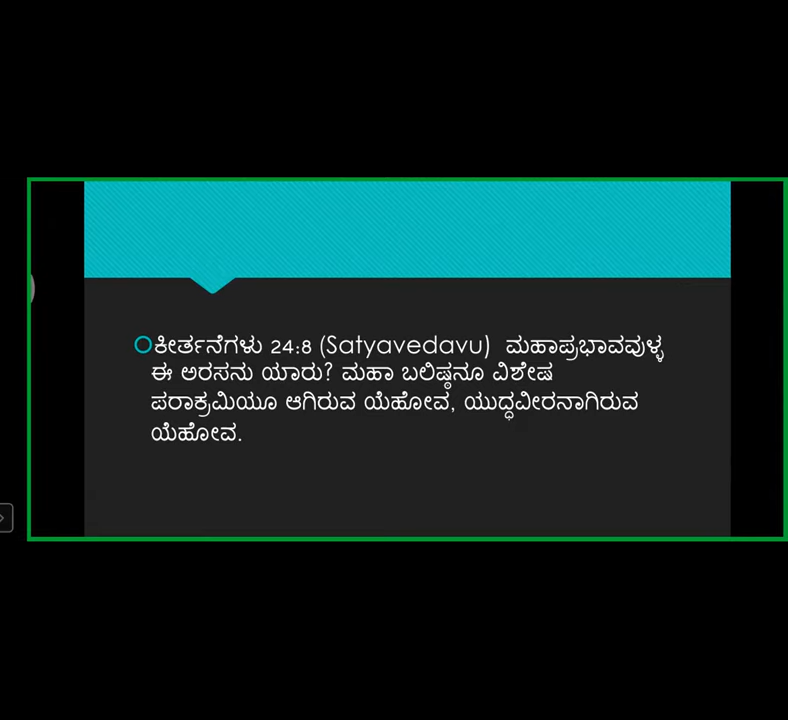 ಕೀರ್ತನೆಗಳು 24:8 (Satyavedavu) ಮಹಾಪ್ರಭಾವವುಳ್ಳ
ಈ ಅರಸನು ಯಾರು? ಮಹಾ ಬಲಿಷ್ಠನೂ ವಿಶೇಷ
ಪರಾಕ್ರಮಿಯೂ ಆಗಿರುವ ಯೆಹೋವ, ಯುದ್ಧವೀರನಾಗಿರುವ
ಯೆಹೋವ.